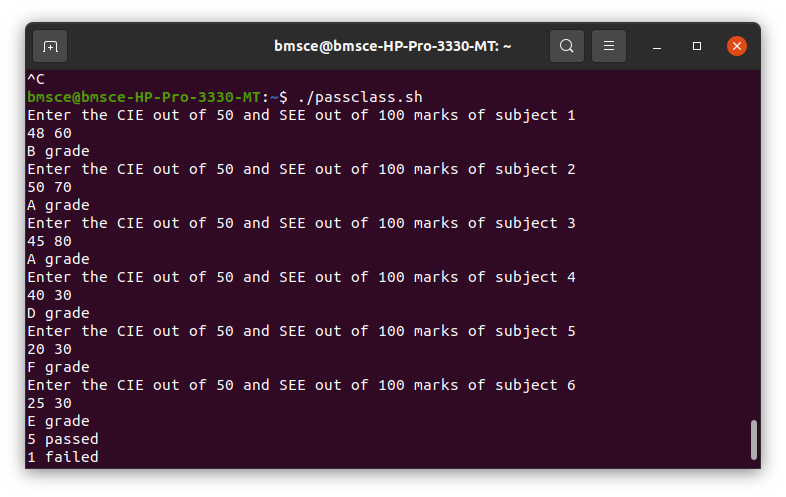 bmsce@bmsce-HP-Pro-3330-MT: ~
^C
bmsce@bmsce-HP-Pro-3330-MT:~$ ./passclass.sh
Enter the CIE out of 50 and SEE out of 100 marks of subject 1
48 60
B grade
Enter the CIE out of 50 and SEE out of 100 marks of subject 2
50 70
A grade
Enter the CIE out of 50 and SEE out of 100 marks of subject 3
45 80
A grade
Enter the CIE out of 50 and SEE out of 100 marks of subject 4
40 30
D grade
Enter the CIE out of 50 and SEE out of 100 marks of subject 5
20 30
F grade
Enter the CIE out of 50 and SEE out of 100 marks of subject 6
25 30
E grade
5 passed
1 failed